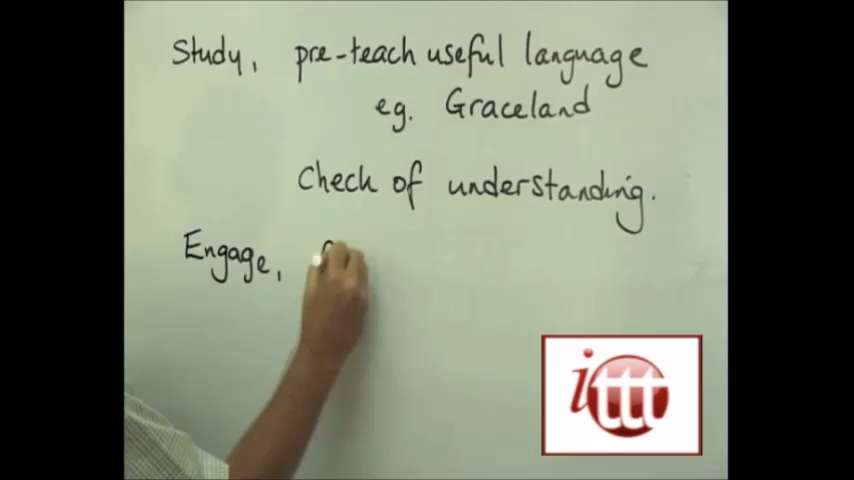 Study, pre-teach useful language
eg. Graceland
Check of understanding.
Engage,
ittt